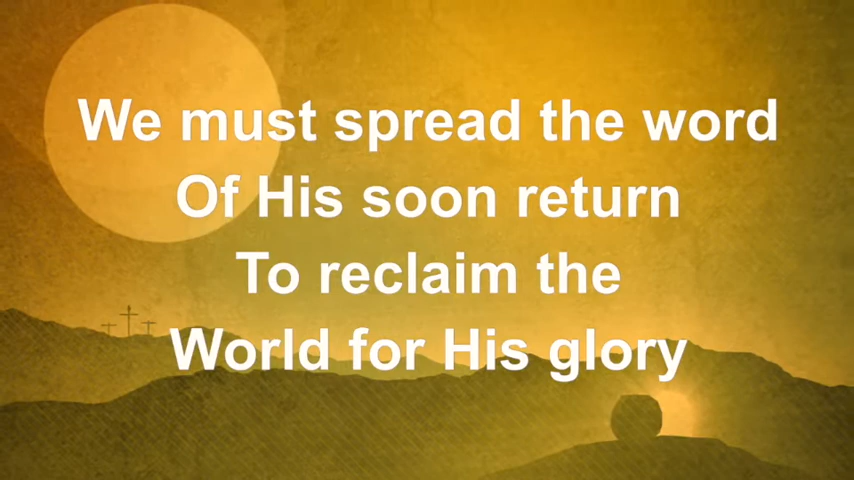 We must spread the word
Of His soon return
To reclaim the
World for His glory